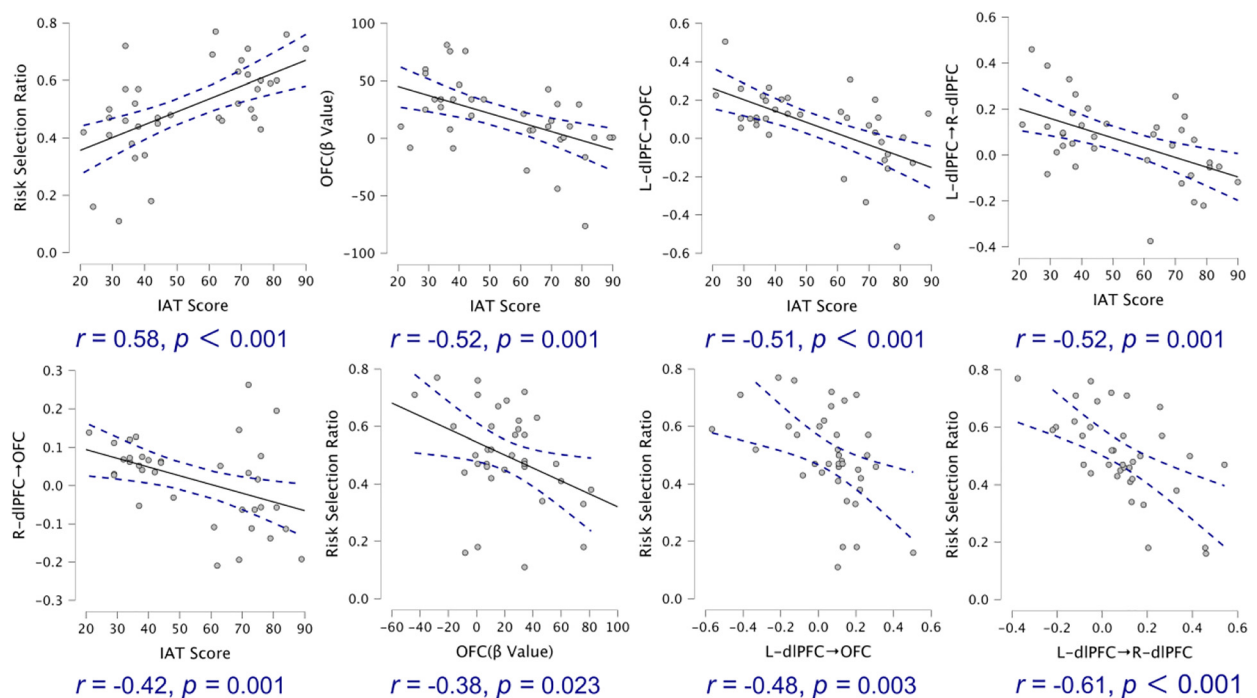 Risk Selection Ratio
0.8
0.6
0.4
0.2
0.0
20 30 40 50 60 70 80 90
IAT Score
r = 0.58, p < 0.001
OFC(β Value)
100
50
0
−50
−100
20 30 40 50 60 70 80 90
IAT Score
r = -0.52, p = 0.001
L−dlPFC→OFC
0.6
0.4
0.2
0.0
−0.2
−0.4
−0.6
20 30 40 50 60 70 80 90
IAT Score
r = -0.51, p < 0.001
L−dlPFC→R−dlPFC
0.6
0.4
0.2
0.0
−0.2
−0.4
20 30 40 50 60 70 80 90
IAT Score
r = -0.52, p = 0.001
R−dlPFC→OFC
0.3
0.2
0.1
0.0
−0.1
−0.2
−0.3
20 30 40 50 60 70 80 90
IAT Score
r = -0.42, p = 0.001
Risk Selection Ratio
0.8
0.6
0.4
0.2
0.0
−60 −40 −20 0 20 40 60 80 100
OFC(β Value)
r = -0.38, p = 0.023
Risk Selection Ratio
0.8
0.6
0.4
0.2
0.0
−0.6 −0.4 −0.2 0.0 0.2 0.4 0.6
L−dlPFC→OFC
r = -0.48, p = 0.003
Risk Selection Ratio
0.8
0.6
0.4
0.2
0.0
−0.4 −0.2 0.0 0.2 0.4 0.6
L−dlPFC→R−dlPFC
r = -0.61, p < 0.001